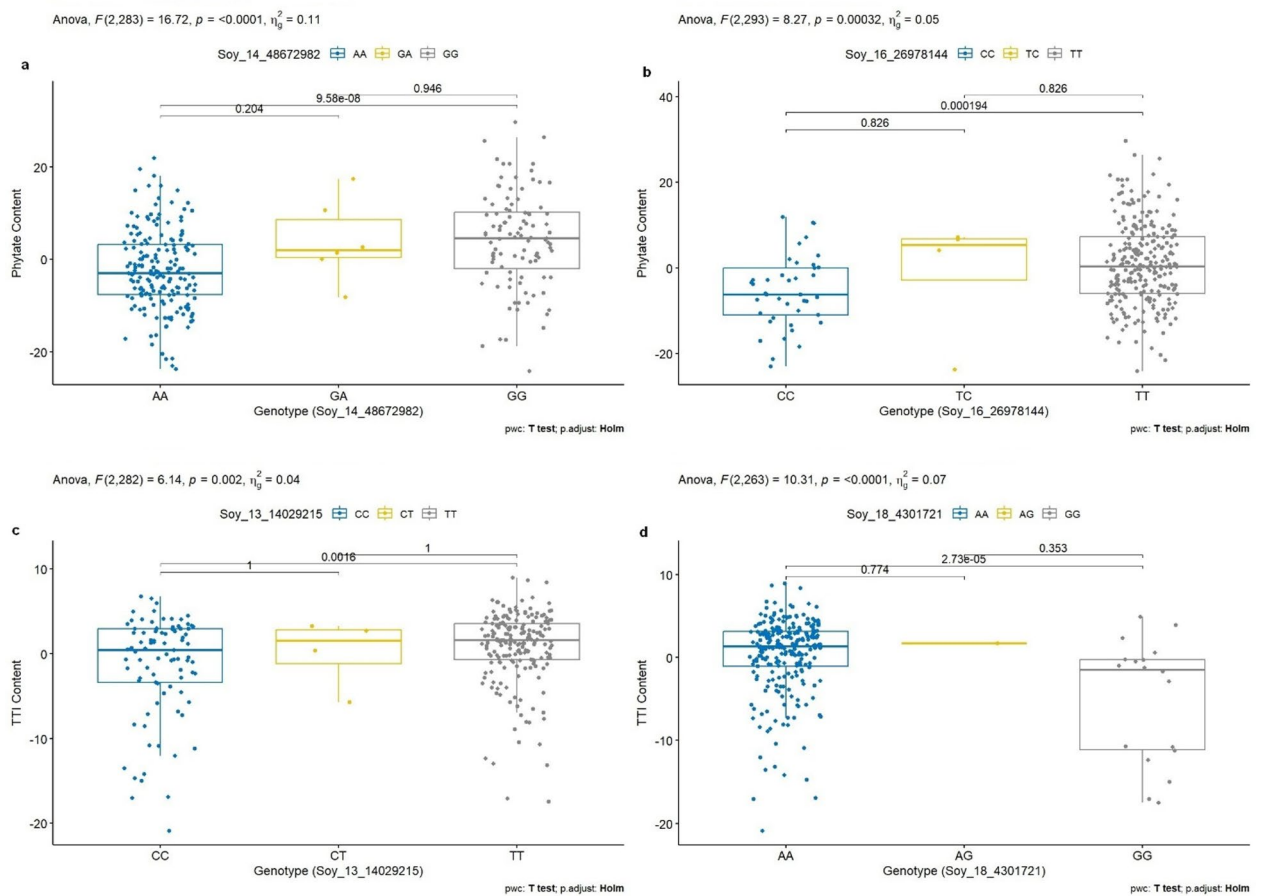 Anova, F(2,283) = 16.72, p = <0.0001, η²g = 0.11
Soy_14_48672982 AA GA GG
a
0.946
9.58e-08
0.204
20
0
-20
Phytate Content
AA GA GG
Genotype (Soy_14_48672982)
pwc: T test; p.adjust: Holm
Anova, F(2,293) = 8.27, p = 0.00032, η²g = 0.05
Soy_16_26978144 CC TC TT
b
0.826
0.000194
0.826
40
20
0
-20
Phytate Content
CC TC TT
Genotype (Soy_16_26978144)
pwc: T test; p.adjust: Holm
Anova, F(2,282) = 6.14, p = 0.002, η²g = 0.04
Soy_13_14029215 CC CT TT
c
1
0.0016
1
10
0
-10
-20
TTI Content
CC CT TT
Genotype (Soy_13_14029215)
pwc: T test; p.adjust: Holm
Anova, F(2,263) = 10.31, p = <0.0001, η²g = 0.07
Soy_18_4301721 AA AG GG
d
0.353
2.73e-05
0.774
10
0
-10
-20
TTI Content
AA AG GG
Genotype (Soy_18_4301721)
pwc: T test; p.adjust: Holm